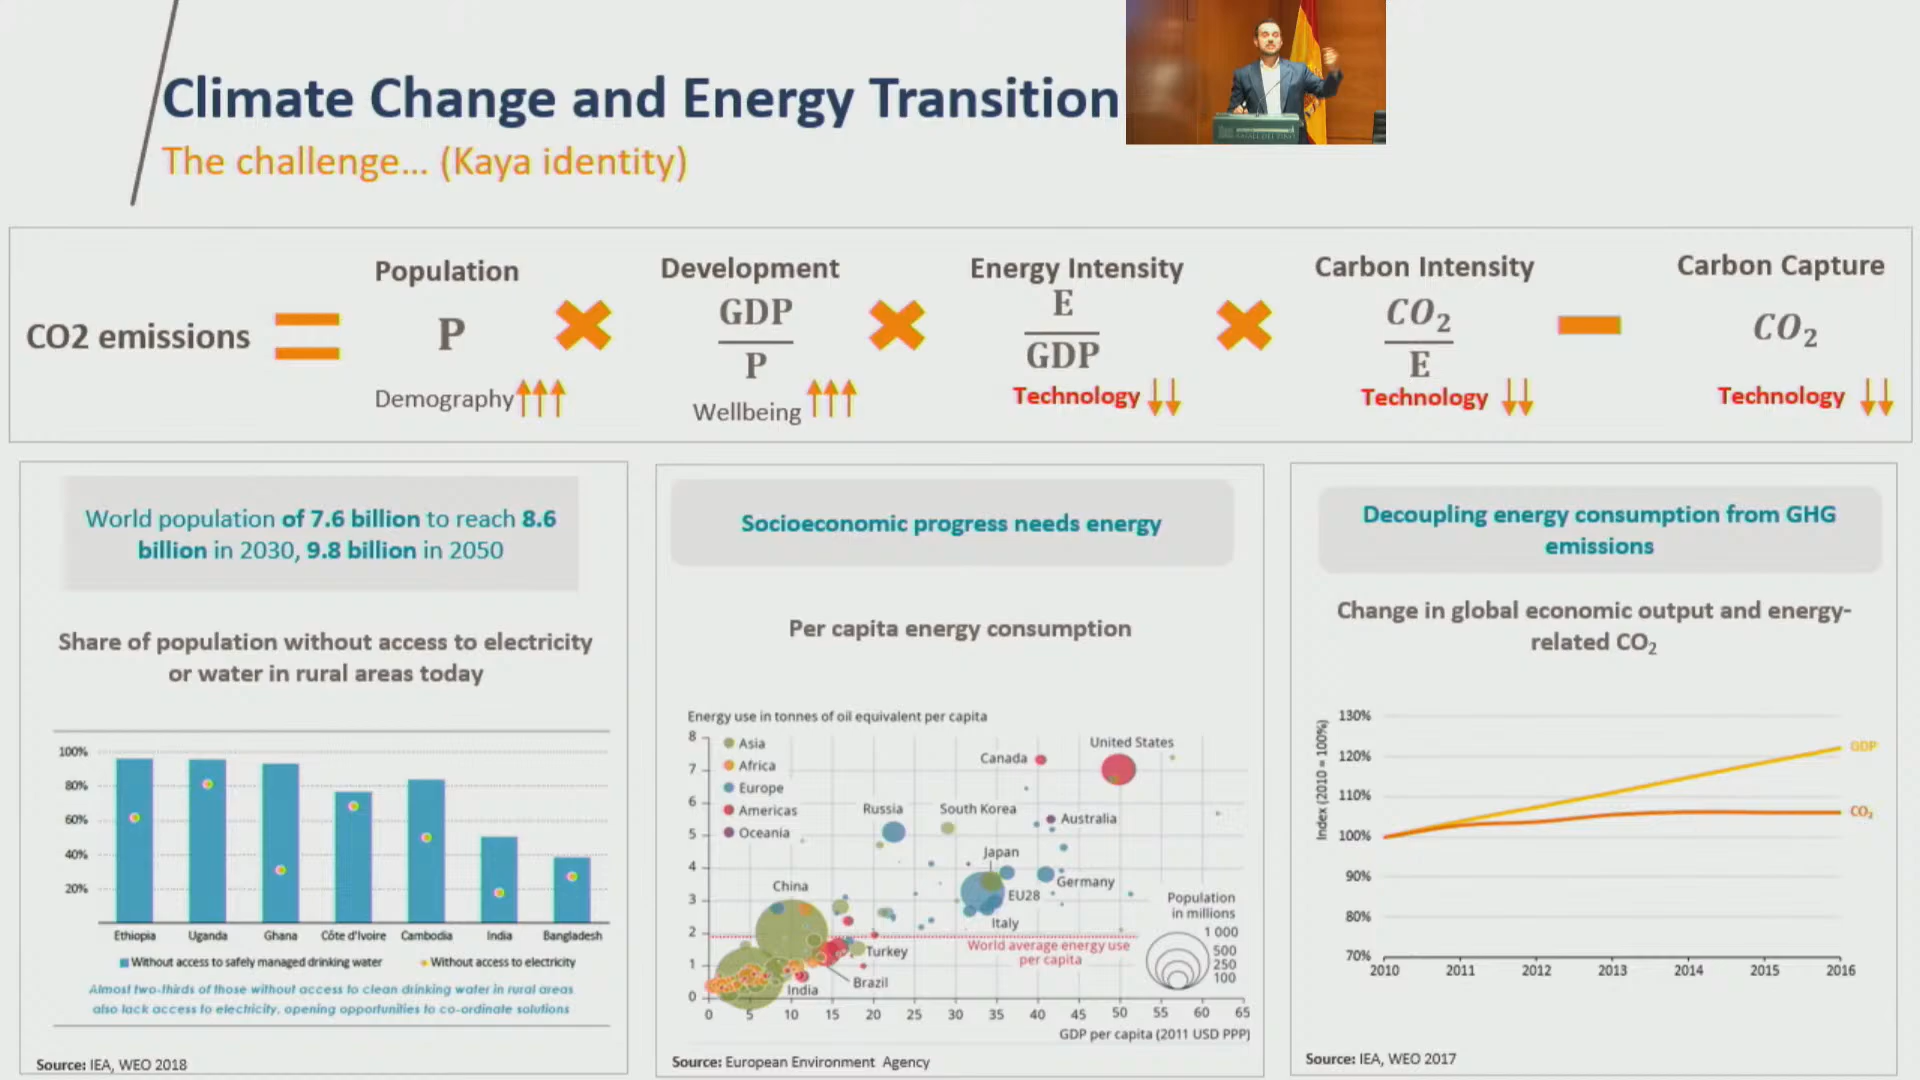 Climate Change and Energy Transition
The challenge... (Kaya identity)
CO2 emissions = Population P Demography ↑↑↑
× Development GDP / P Wellbeing ↑↑↑
× Energy Intensity E / GDP Technology ↓↓
× Carbon Intensity CO₂ / E Technology ↓↓
− Carbon Capture CO₂ Technology ↓↓
World population of 7.6 billion to reach 8.6
billion in 2030, 9.8 billion in 2050
Share of population without access to electricity
or water in rural areas today
100%
80%
60%
40%
20%
Ethiopia Uganda Ghana Côte d'Ivoire Cambodia India Bangladesh
Without access to safely managed drinking water Without access to electricity
Almost two-thirds of those without access to clean drinking water in rural areas
also lack access to electricity, opening opportunities to co-ordinate solutions
Source: IEA, WEO 2018
Socioeconomic progress needs energy
Per capita energy consumption
Energy use in tonnes of oil equivalent per capita
8
7
6
5
4
3
2
1
0
Asia
Africa
Europe
Americas
Oceania
Canada
United States
Russia
South Korea
Australia
Japan
China
EU28
Germany
Italy
Turkey
Brazil
India
World average energy use
per capita
Population
in millions
1 000
500
250
100
0 5 10 15 20 25 30 35 40 45 50 55 60 65
GDP per capita (2011 USD PPP)
Source: European Environment Agency
Decoupling energy consumption from GHG
emissions
Change in global economic output and energy-
related CO₂
Index (2010 = 100%)
130%
120%
110%
100%
90%
80%
70%
GDP
CO₂
2010 2011 2012 2013 2014 2015 2016
Source: IEA, WEO 2017